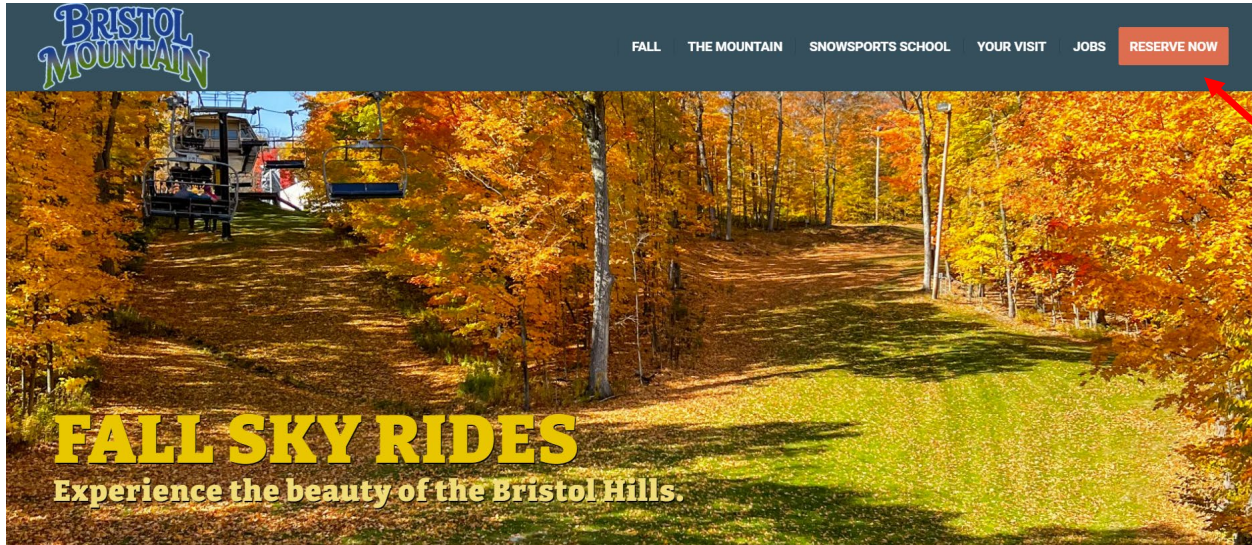 BRISTOL
MOUNTAIN
FALL THE MOUNTAIN SNOWSPORTS SCHOOL YOUR VISIT JOBS RESERVE NOW
FALL SKY RIDES
Experience the beauty of the Bristol Hills.